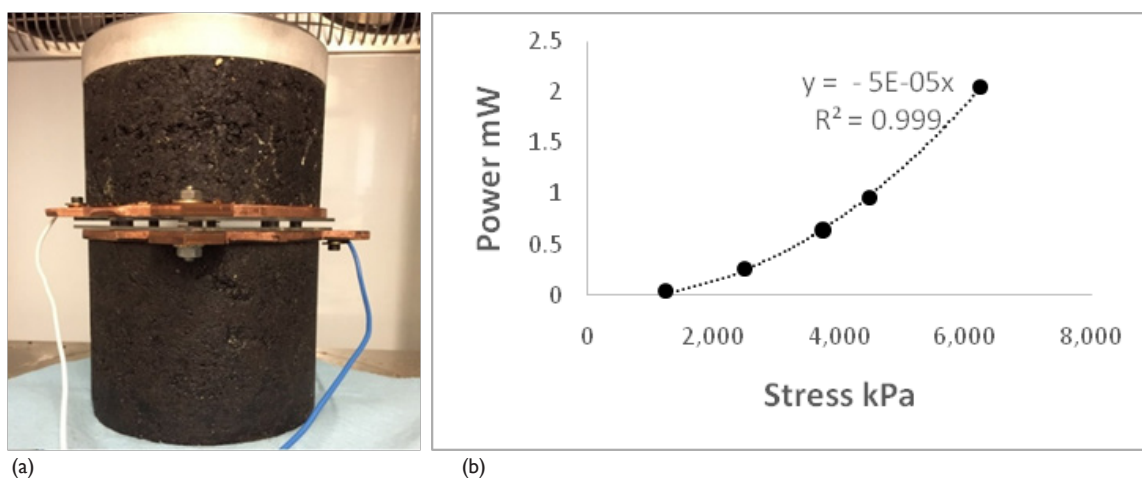 2.5
2
1.5
1
0.5
0
Power mW
y = - 5E-05x
R² = 0.999
0 2,000 4,000 6,000 8,000
Stress kPa
(a) (b)